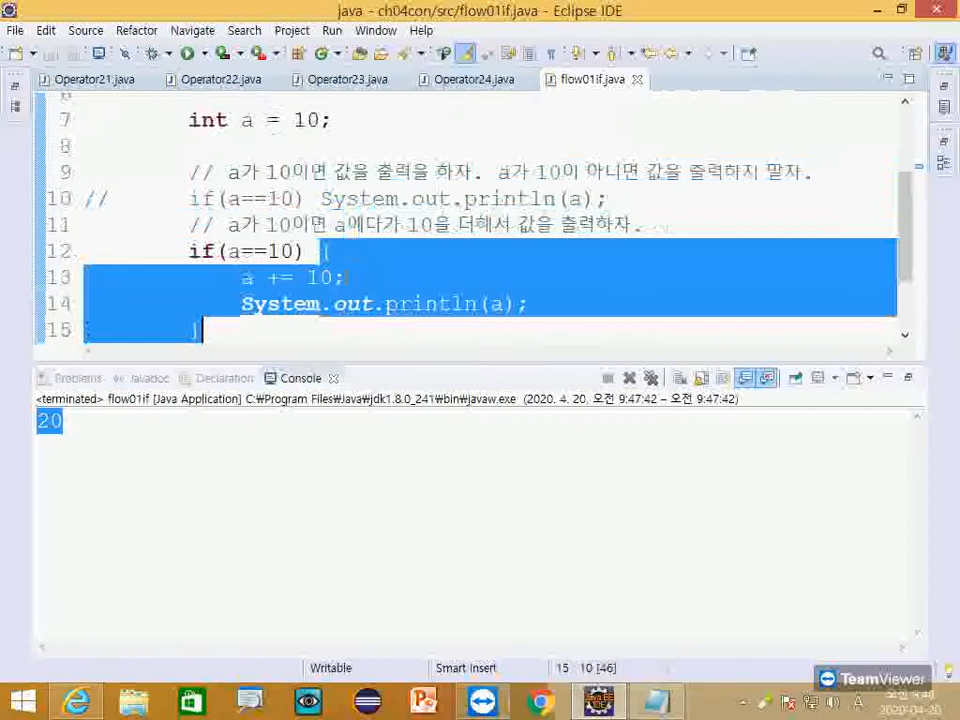 java - ch04con/src/flow01if.java - Eclipse IDE
File Edit Source Refactor Navigate Search Project Run Window Help
Operator21.java Operator22.java Operator23.java Operator24.java flow01if.java
6
7 int a = 10;
8
9 // a가 10이면 값을 출력을 하자. a가 10이 아니면 값을 출력하지 말자.
10 // if(a==10) System.out.println(a);
11 // a가 10이면 a에다가 10을 더해서 값을 출력하자.
12 if(a==10) {
13 a += 10;
14 System.out.println(a);
15 }
Problems Javadoc Declaration Console
<terminated> flow01if [Java Application] C:₩Program Files₩Java₩jdk1.8.0_241₩bin₩javaw.exe (2020. 4. 20. 오전 9:47:42 – 오전 9:47:42)
20
Writable Smart Insert 15 : 10 [46]
TeamViewer
A
2020-04-20